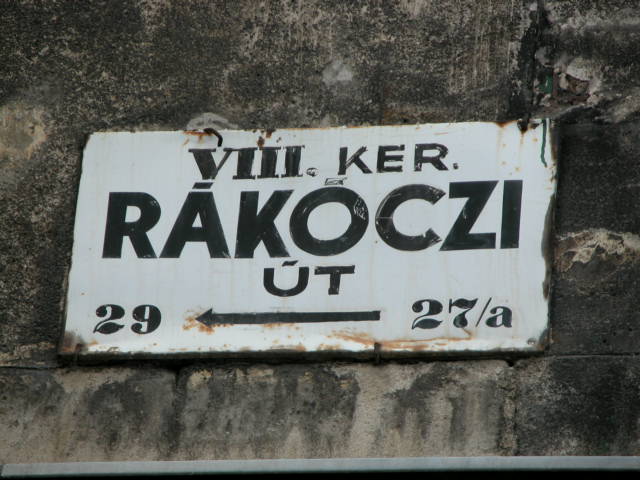 VIII. KER.
RÁKÓCZI
ÚT
29 ← 27/a